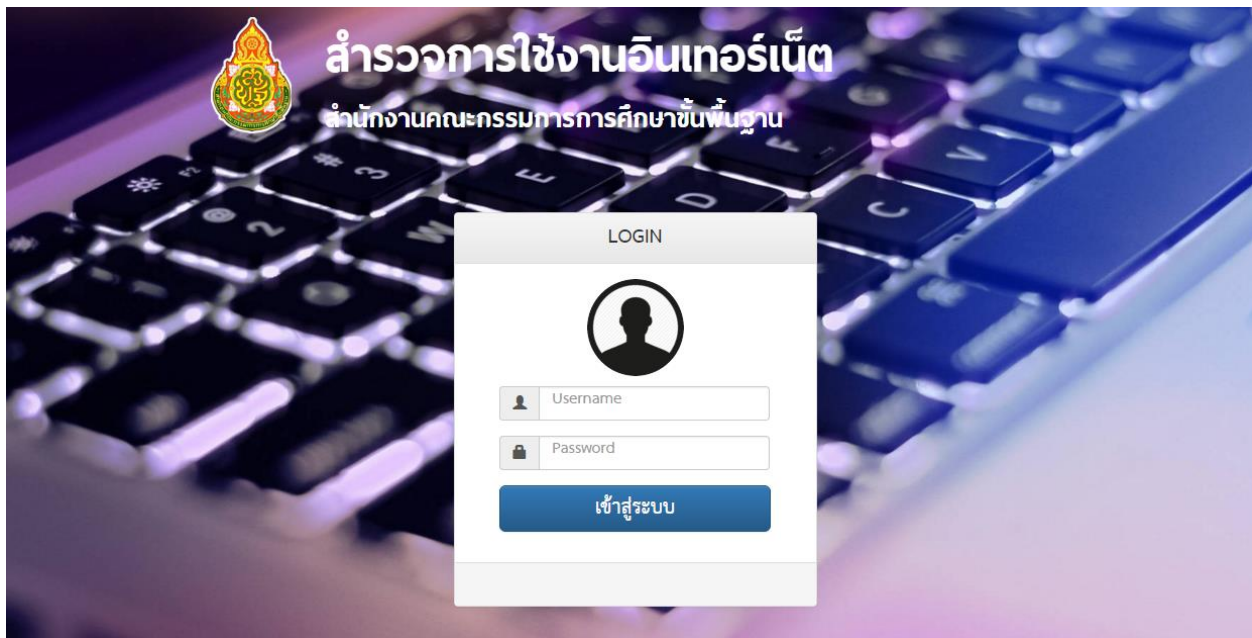 สำรวจการใช้งานอินเทอร์เน็ต
สำนักงานคณะกรรมการการศึกษาขั้นพื้นฐาน
LOGIN
Username
Password
เข้าสู่ระบบ
F2
# 3
@ 2
W
E
D
F
C
V